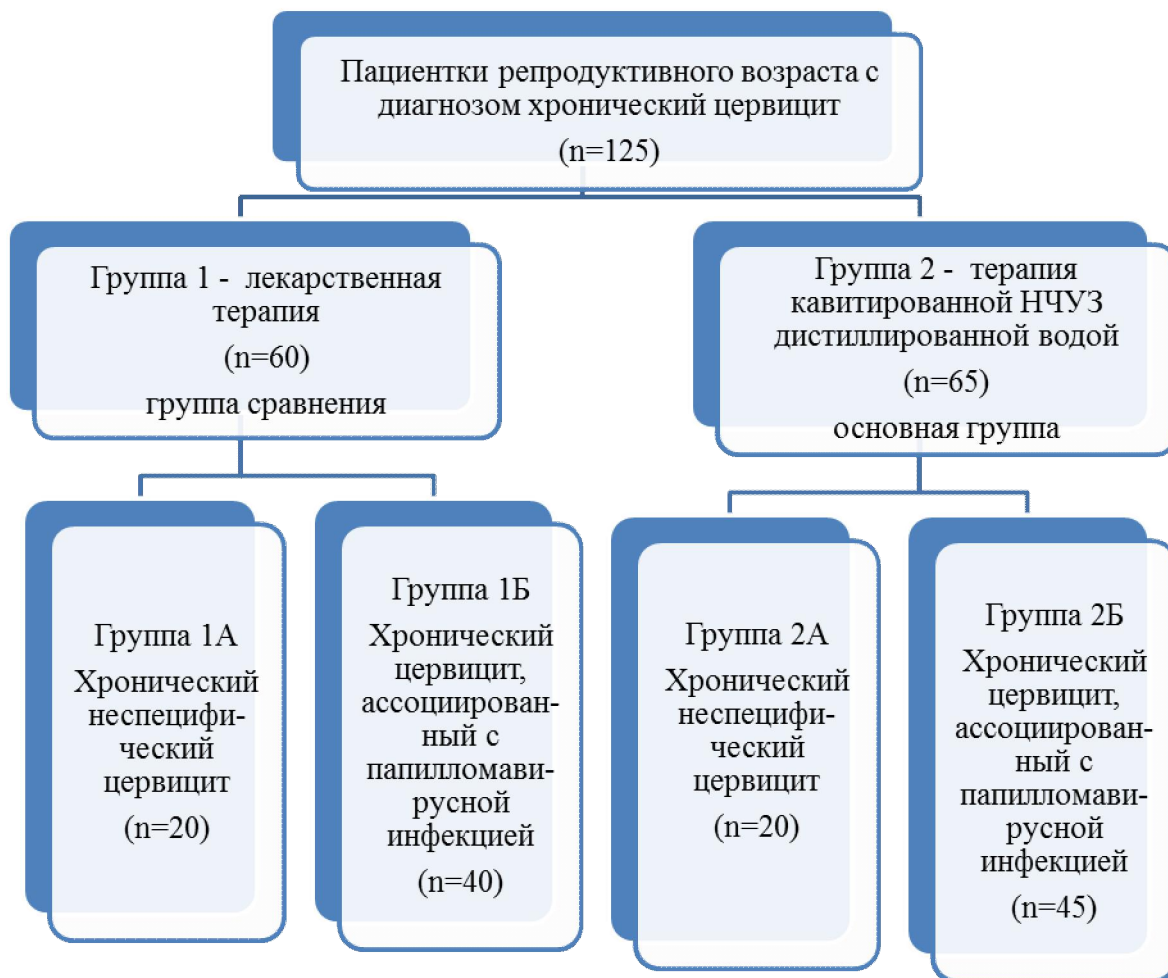 Пациентки репродуктивного возраста с
диагнозом хронический цервицит
(n=125)
Группа 1 - лекарственная
терапия
(n=60)
группа сравнения
Группа 2 - терапия
кавитированной НЧУЗ
дистиллированной водой
(n=65)
основная группа
Группа 1А
Хронический
неспецифи-
ческий
цервицит
(n=20)
Группа 1Б
Хронический
цервицит,
ассоциирован-
ный с
папилломави-
русной
инфекцией
(n=40)
Группа 2А
Хронический
неспецифи-
ческий
цервицит
(n=20)
Группа 2Б
Хронический
цервицит,
ассоциирован-
ный с
папилломави-
русной
инфекцией
(n=45)